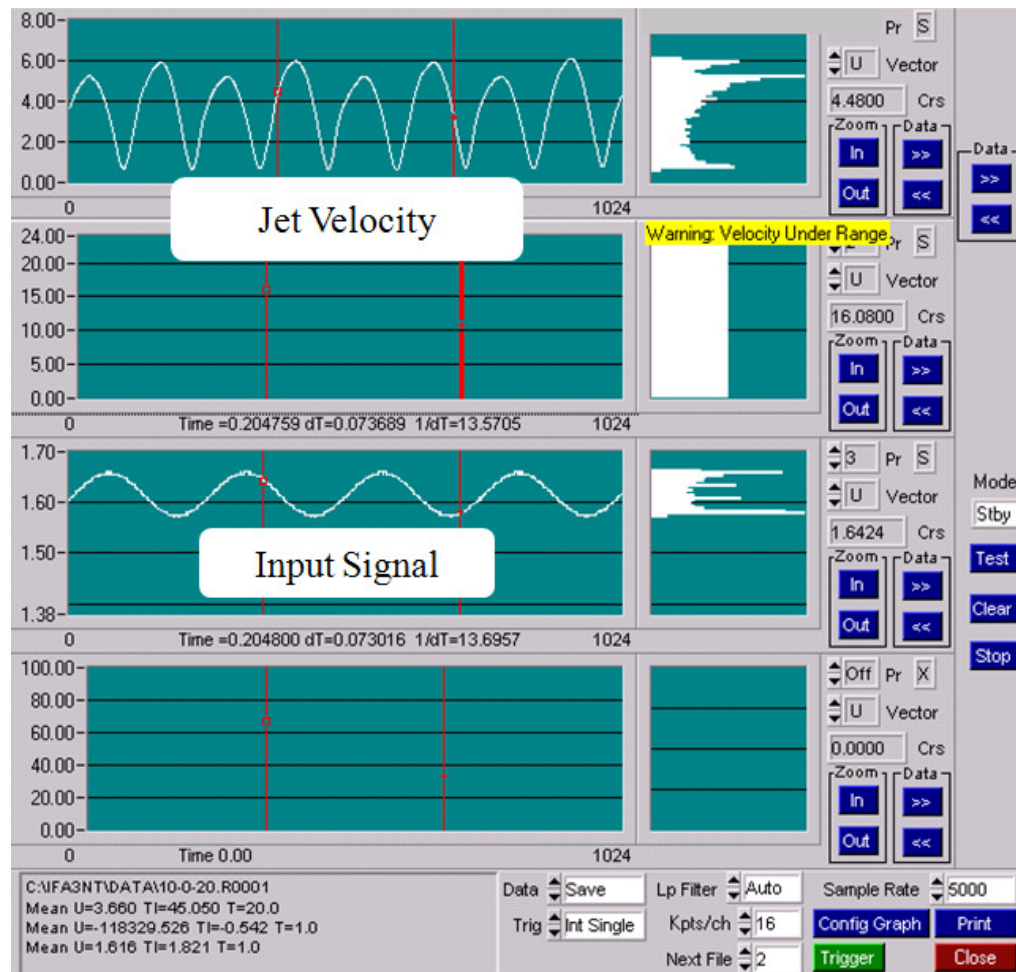 8.00
6.00
4.00
2.00
0.00
0
1024
Jet Velocity
Pr S
U Vector
4.4800 Crs
Zoom Data
In >>
Out <<
Data
>>
<<
24.00
20.00
15.00
10.00
5.00
0.00
0
Time =0.204759 dT=0.073689 1/dT=13.5705
1024
Warning: Velocity Under Range
Pr S
U Vector
16.0800 Crs
Zoom Data
In >>
Out <<
1.70
1.60
1.50
1.38
0
Time =0.204800 dT=0.073016 1/dT=13.6957
1024
Input Signal
3 Pr S
U Vector
1.6424 Crs
Zoom Data
In >>
Out <<
Mode
Stby
Test
Clear
Stop
100.00
80.00
60.00
40.00
20.00
0.00
0
Time 0.00
1024
Off Pr X
U Vector
0.0000 Crs
Zoom Data
In >>
Out <<
C:\IFA3NT\DATA\10-0-20.R0001
Mean U=3.660 TI=45.050 T=20.0
Mean U=-118329.526 TI=-0.542 T=1.0
Mean U=1.616 TI=1.821 T=1.0
Data Save
Trig Int Single
Lp Filter Auto
Kpts/ch 16
Next File 2
Sample Rate 5000
Config Graph Print
Trigger Close